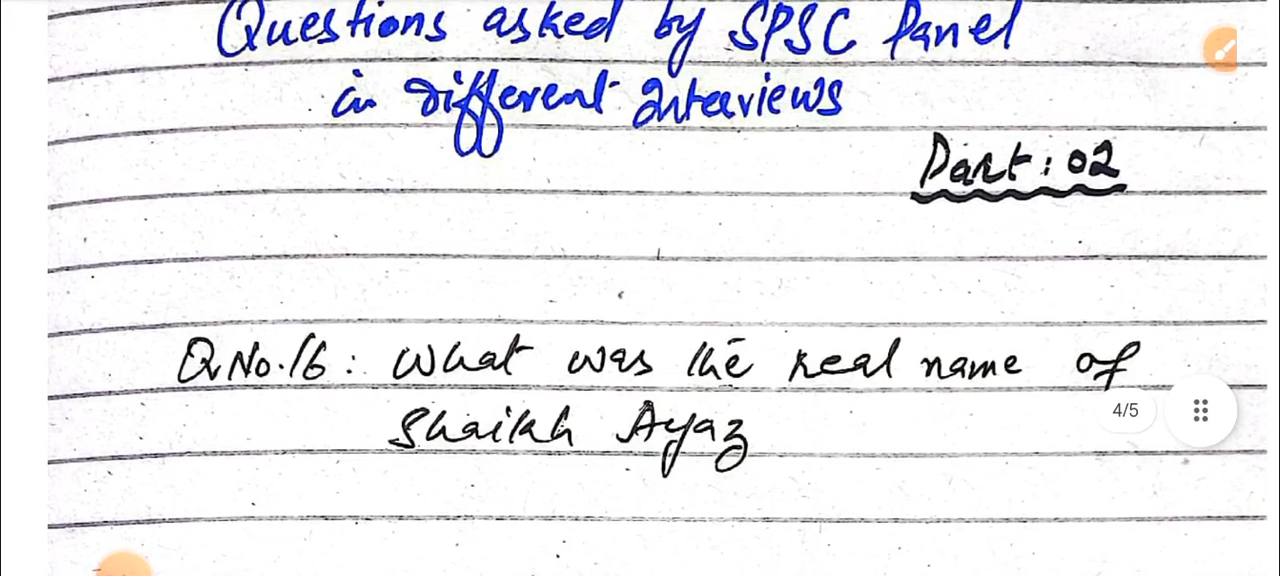 Questions asked by SPSC Panel
in different interviews
Part: 02
Q No. 16: What was the real name of
Shaikh Ayaz
4/5